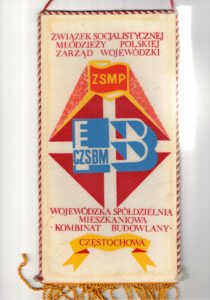 ZWIĄZEK SOCJALISTYCZNEJ
MŁODZIEŻY POLSKIEJ
ZARZĄD WOJEWÓDZKI
ZSMP
E B
CZSBM
WOJEWÓDZKA SPÓŁDZIELNIA
MIESZKANIOWA
"KOMBINAT BUDOWLANY"
CZĘSTOCHOWA